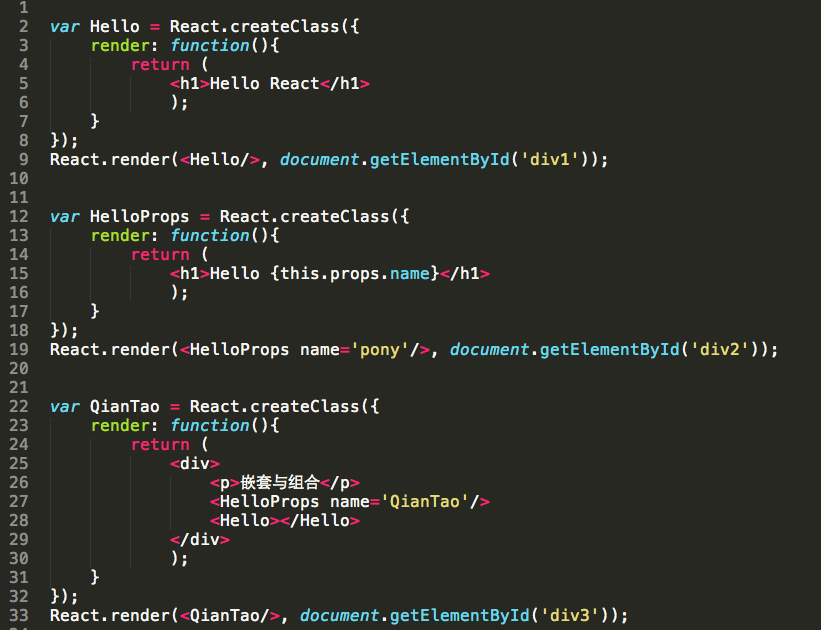 1
2 var Hello = React.createClass({
3 render: function(){
4 return (
5 <h1>Hello React</h1>
6 );
7 }
8 });
9 React.render(<Hello/>, document.getElementById('div1'));
10
11
12 var HelloProps = React.createClass({
13 render: function(){
14 return (
15 <h1>Hello {this.props.name}</h1>
16 );
17 }
18 });
19 React.render(<HelloProps name='pony'/>, document.getElementById('div2'));
20
21
22 var QianTao = React.createClass({
23 render: function(){
24 return (
25 <div>
26 <p>嵌套与组合</p>
27 <HelloProps name='QianTao'/>
28 <Hello></Hello>
29 </div>
30 );
31 }
32 });
33 React.render(<QianTao/>, document.getElementById('div3'));